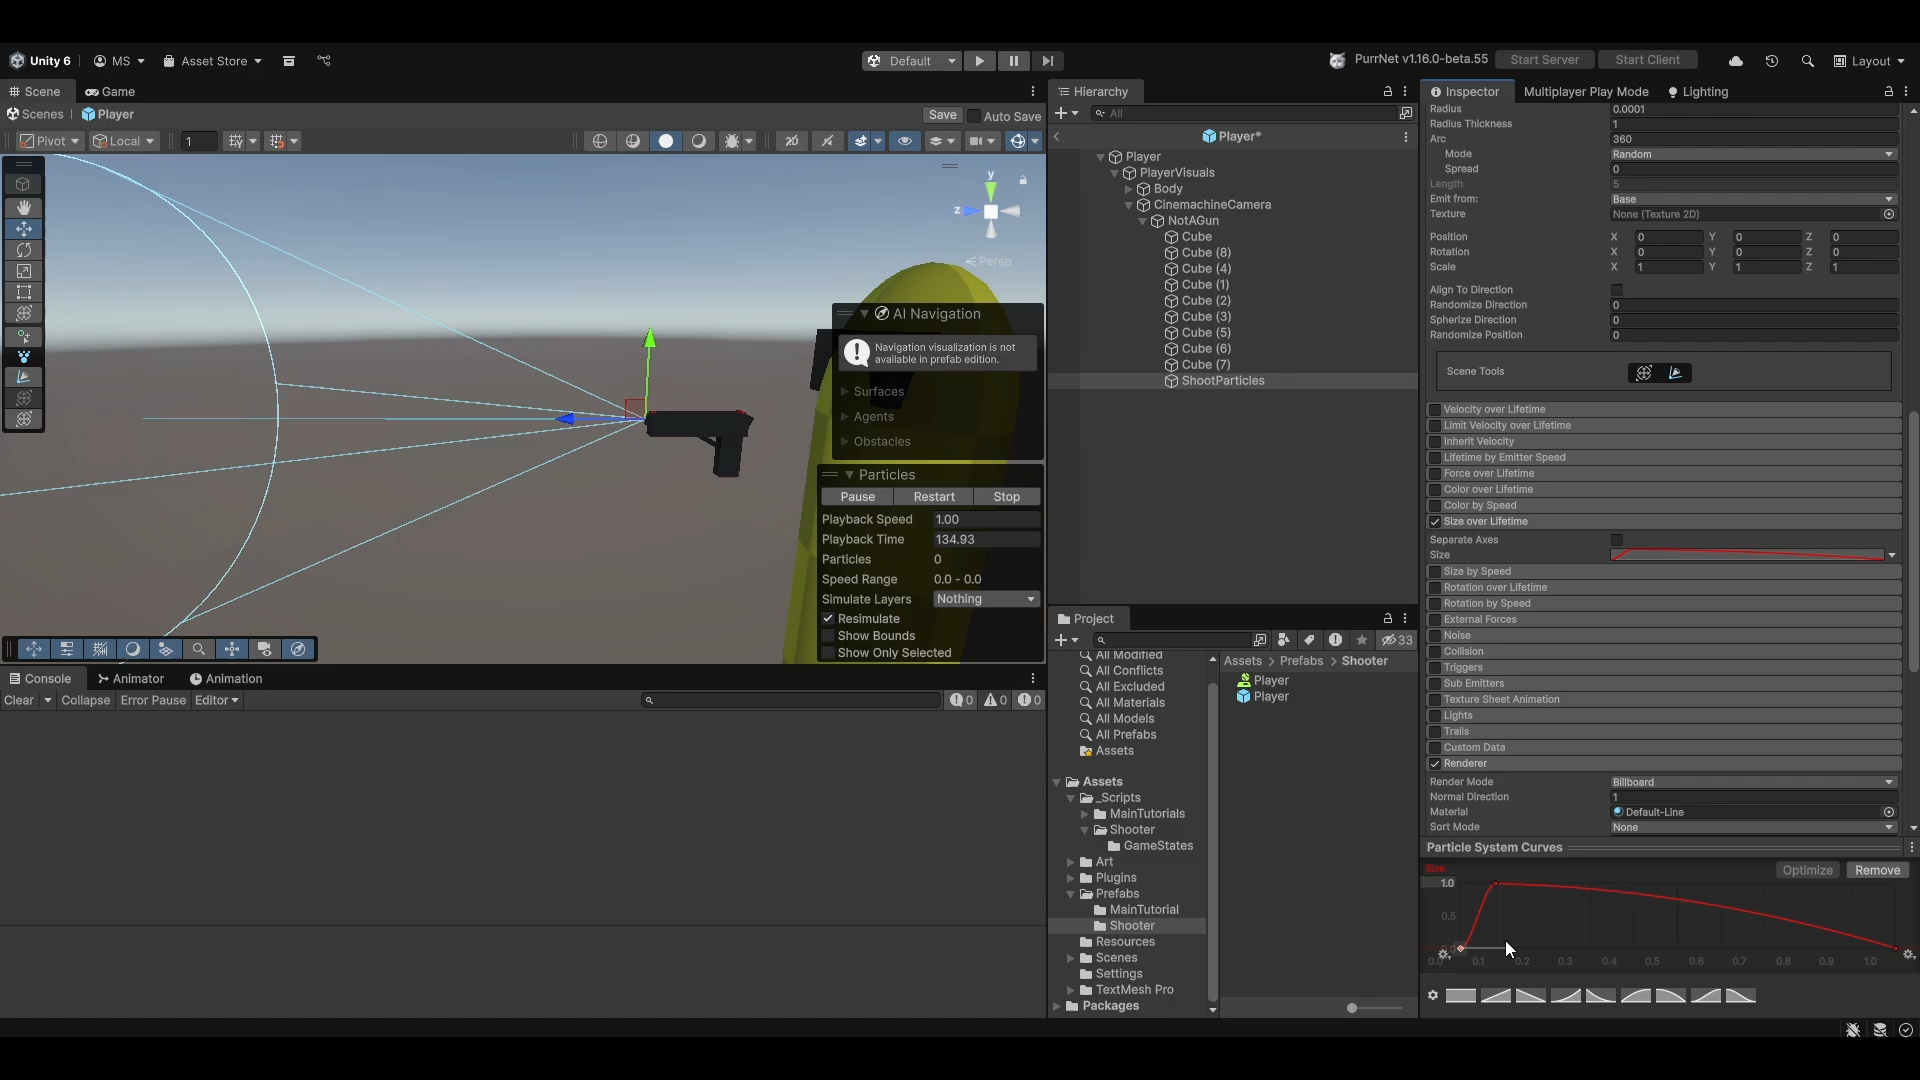 Unity 6 MS Asset Store Default PurrNet v1.16.0-beta.55 Start Server Start Client Layout
Scene Game
Scenes Player Save Auto Save
Pivot Local 1 2D
y
z
Persp
AI Navigation
Navigation visualization is not
available in prefab edition.
Surfaces
Agents
Obstacles
Particles
Pause Restart Stop
Playback Speed 1.00
Playback Time 134.93
Particles 0
Speed Range 0.0 - 0.0
Simulate Layers Nothing
Resimulate
Show Bounds
Show Only Selected
Console Animator Animation
Clear Collapse Error Pause Editor 0 0 0
Hierarchy
All
Player*
Player
PlayerVisuals
Body
CinemachineCamera
NotAGun
Cube
Cube (8)
Cube (4)
Cube (1)
Cube (2)
Cube (3)
Cube (5)
Cube (6)
Cube (7)
ShootParticles
Project
33
All Modified
All Conflicts
All Excluded
All Materials
All Models
All Prefabs
Assets
Assets
_Scripts
MainTutorials
Shooter
GameStates
Art
Plugins
Prefabs
MainTutorial
Shooter
Resources
Scenes
Settings
TextMesh Pro
Packages
Assets > Prefabs > Shooter
Player
Player
Inspector Multiplayer Play Mode Lighting
Radius 0.0001
Radius Thickness 1
Arc 360
Mode Random
Spread 0
Length 5
Emit from: Base
Texture None (Texture 2D)
Position X 0 Y 0 Z 0
Rotation X 0 Y 0 Z 0
Scale X 1 Y 1 Z 1
Align To Direction
Randomize Direction 0
Spherize Direction 0
Randomize Position 0
Scene Tools
Velocity over Lifetime
Limit Velocity over Lifetime
Inherit Velocity
Lifetime by Emitter Speed
Force over Lifetime
Color over Lifetime
Color by Speed
Size over Lifetime
Separate Axes
Size
Size by Speed
Rotation over Lifetime
Rotation by Speed
External Forces
Noise
Collision
Triggers
Sub Emitters
Texture Sheet Animation
Lights
Trails
Custom Data
Renderer
Render Mode Billboard
Normal Direction 1
Material Default-Line
Sort Mode None
Particle System Curves
Size Optimize Remove
1.0
0.5
0.0 0.1 0.2 0.3 0.4 0.5 0.6 0.7 0.8 0.9 1.0